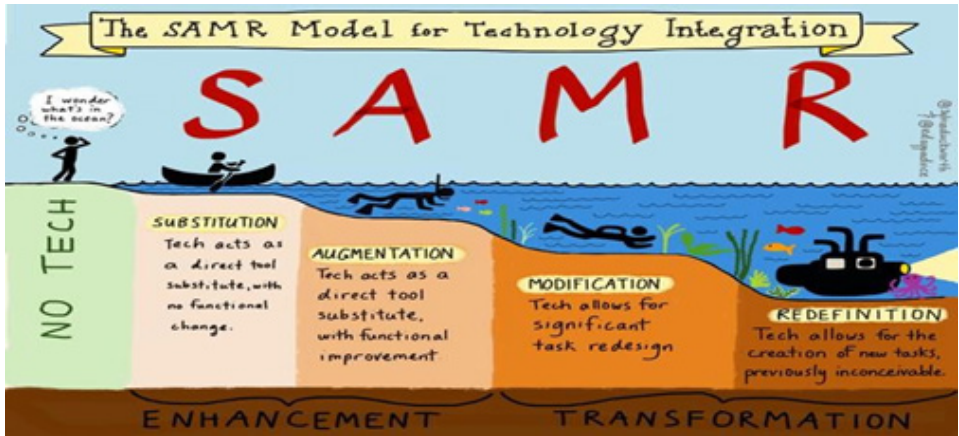 The SAMR Model for Technology Integration
S A M R
I wonder
what's in
the ocean?
NO TECH
SUBSTITUTION
Tech acts as
a direct tool
substitute, with
no functional
change.
AUGMENTATION
Tech acts as a
direct tool
substitute,
with functional
improvement
MODIFICATION
Tech allows for
significant
task redesign
REDEFINITION
Tech allows for the
creation of new tasks,
previously inconceivable.
ENHANCEMENT
TRANSFORMATION